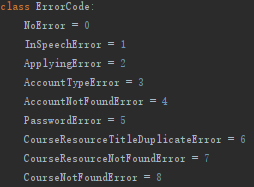 class ErrorCode:
    NoError = 0
    InSpeechError = 1
    ApplyingError = 2
    AccountTypeError = 3
    AccountNotFoundError = 4
    PasswordError = 5
    CourseResourceTitleDuplicateError = 6
    CourseResourceNotFoundError = 7
    CourseNotFoundError = 8